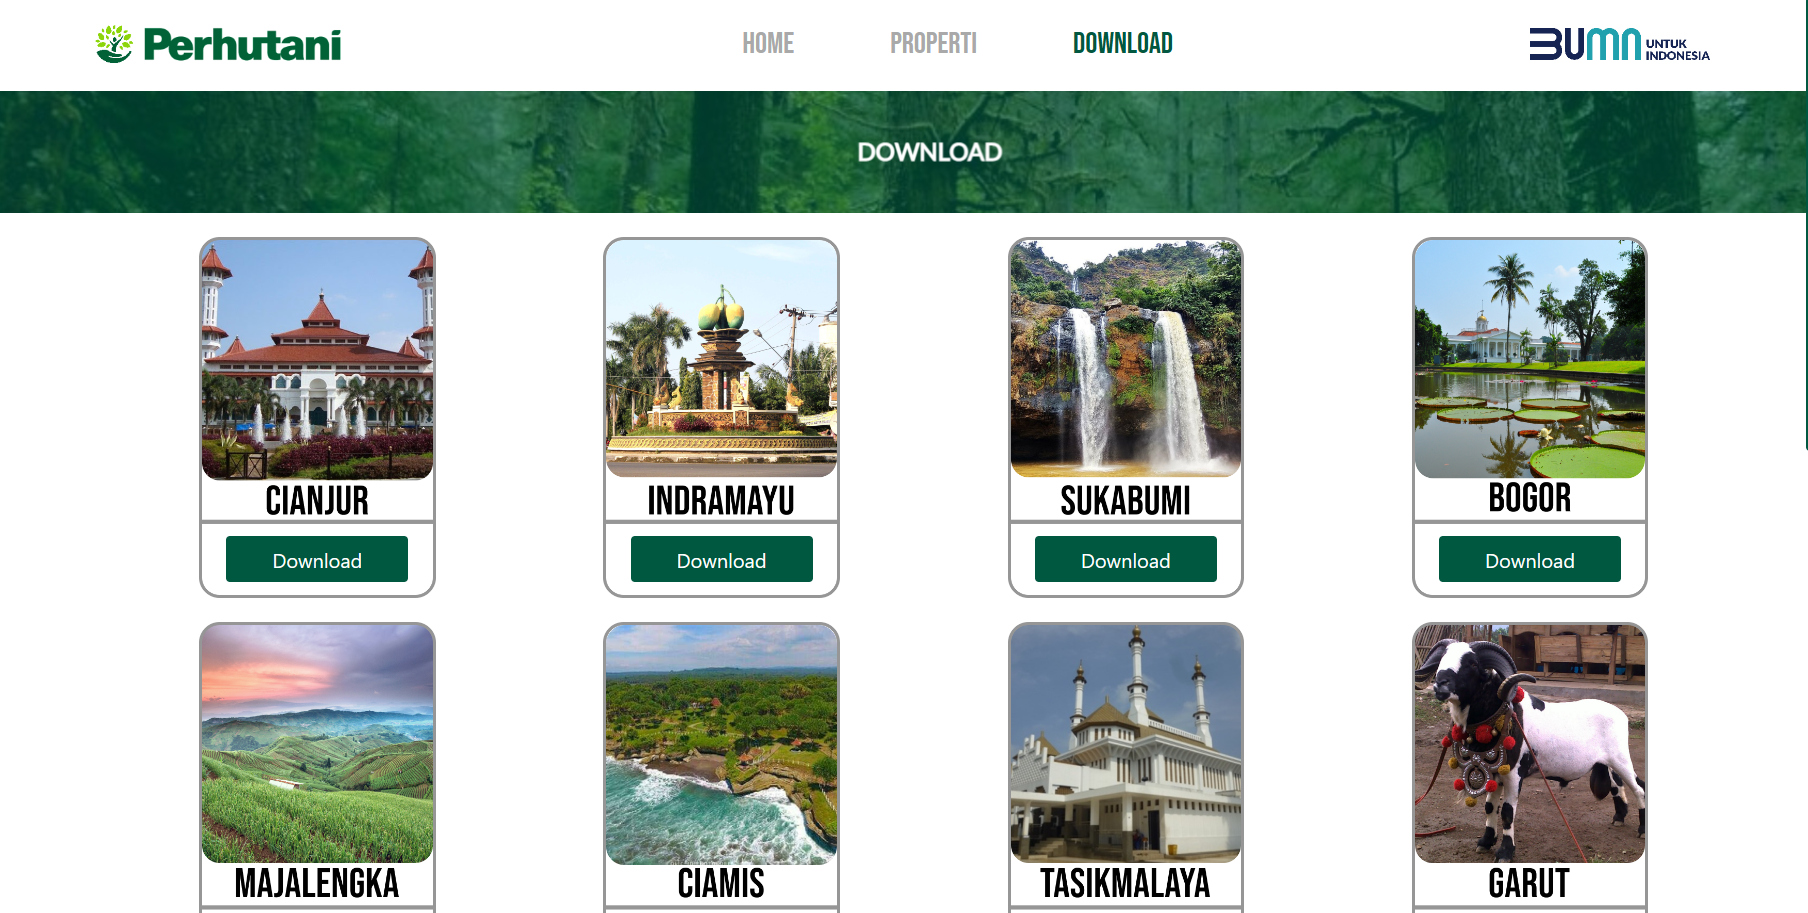 Perhutani
HOME PROPERTI DOWNLOAD
BUMN UNTUK INDONESIA
DOWNLOAD
CIANJUR
INDRAMAYU
SUKABUMI
BOGOR
Download
Download
Download
Download
MAJALENGKA
CIAMIS
TASIKMALAYA
GARUT